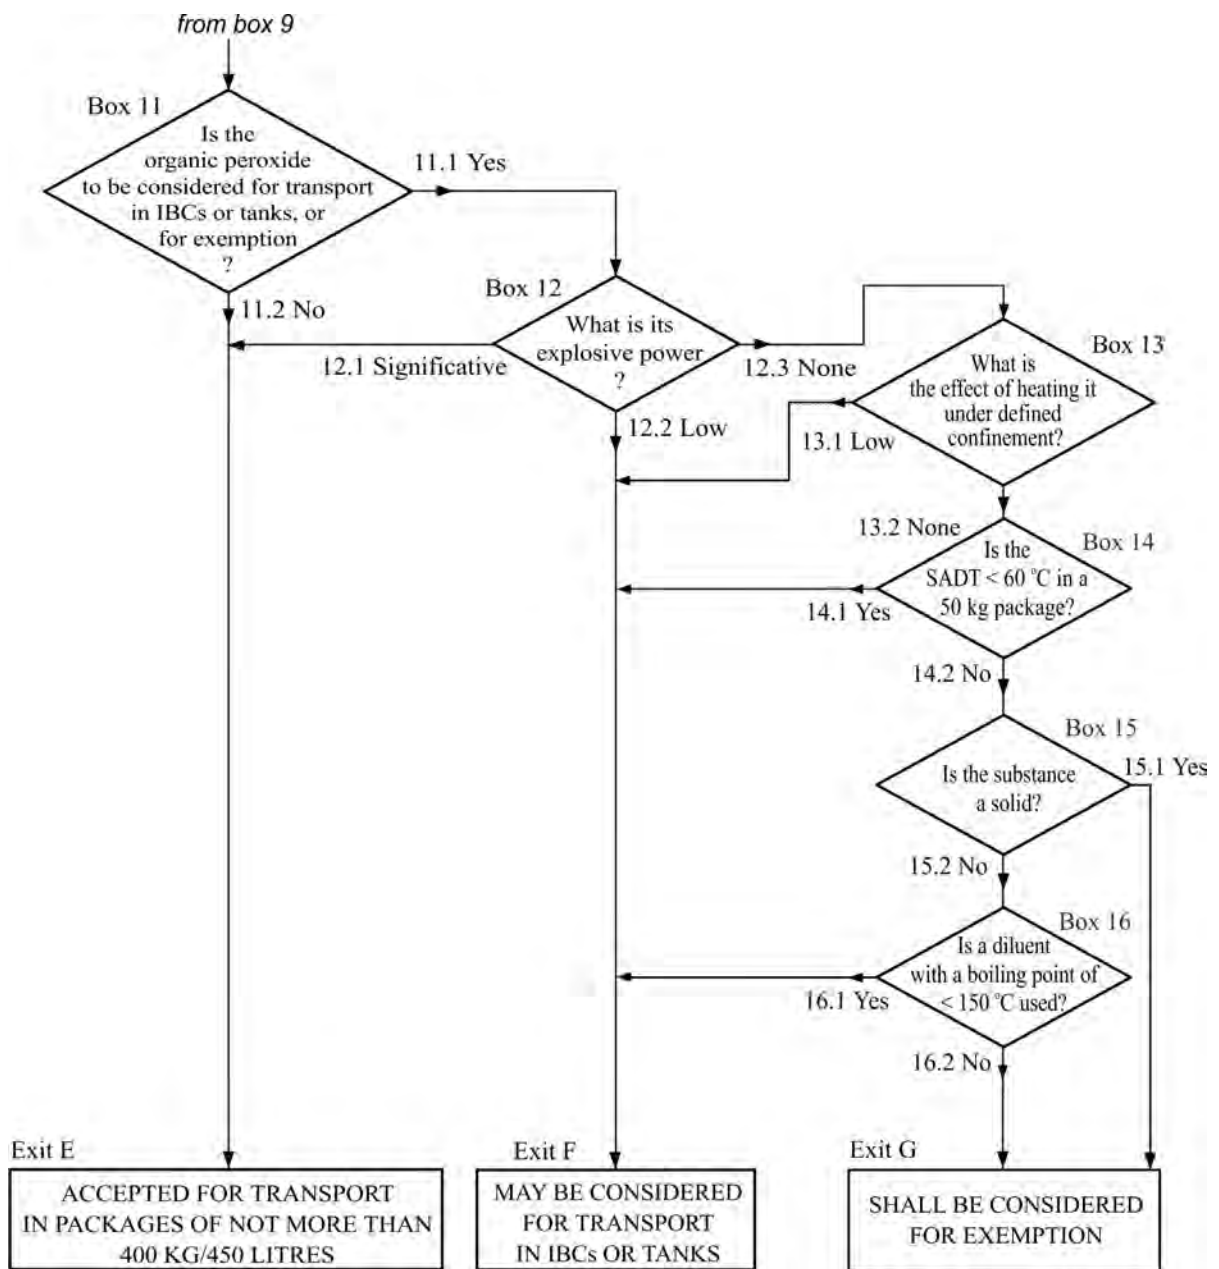 from box 9
Box 11
Is the
organic peroxide
to be considered for transport
in IBCs or tanks, or
for exemption
?
11.1 Yes
11.2 No
Box 12
What is its
explosive power
?
12.1 Significative
12.3 None
12.2 Low
Box 13
What is
the effect of heating it
under defined
confinement?
13.1 Low
13.2 None
Box 14
Is the
SADT < 60 °C in a
50 kg package?
14.1 Yes
14.2 No
Box 15
Is the substance
a solid?
15.1 Yes
15.2 No
Box 16
Is a diluent
with a boiling point of
< 150 °C used?
16.1 Yes
16.2 No
Exit E
ACCEPTED FOR TRANSPORT
IN PACKAGES OF NOT MORE THAN
400 KG/450 LITRES
Exit F
MAY BE CONSIDERED
FOR TRANSPORT
IN IBCs OR TANKS
Exit G
SHALL BE CONSIDERED
FOR EXEMPTION